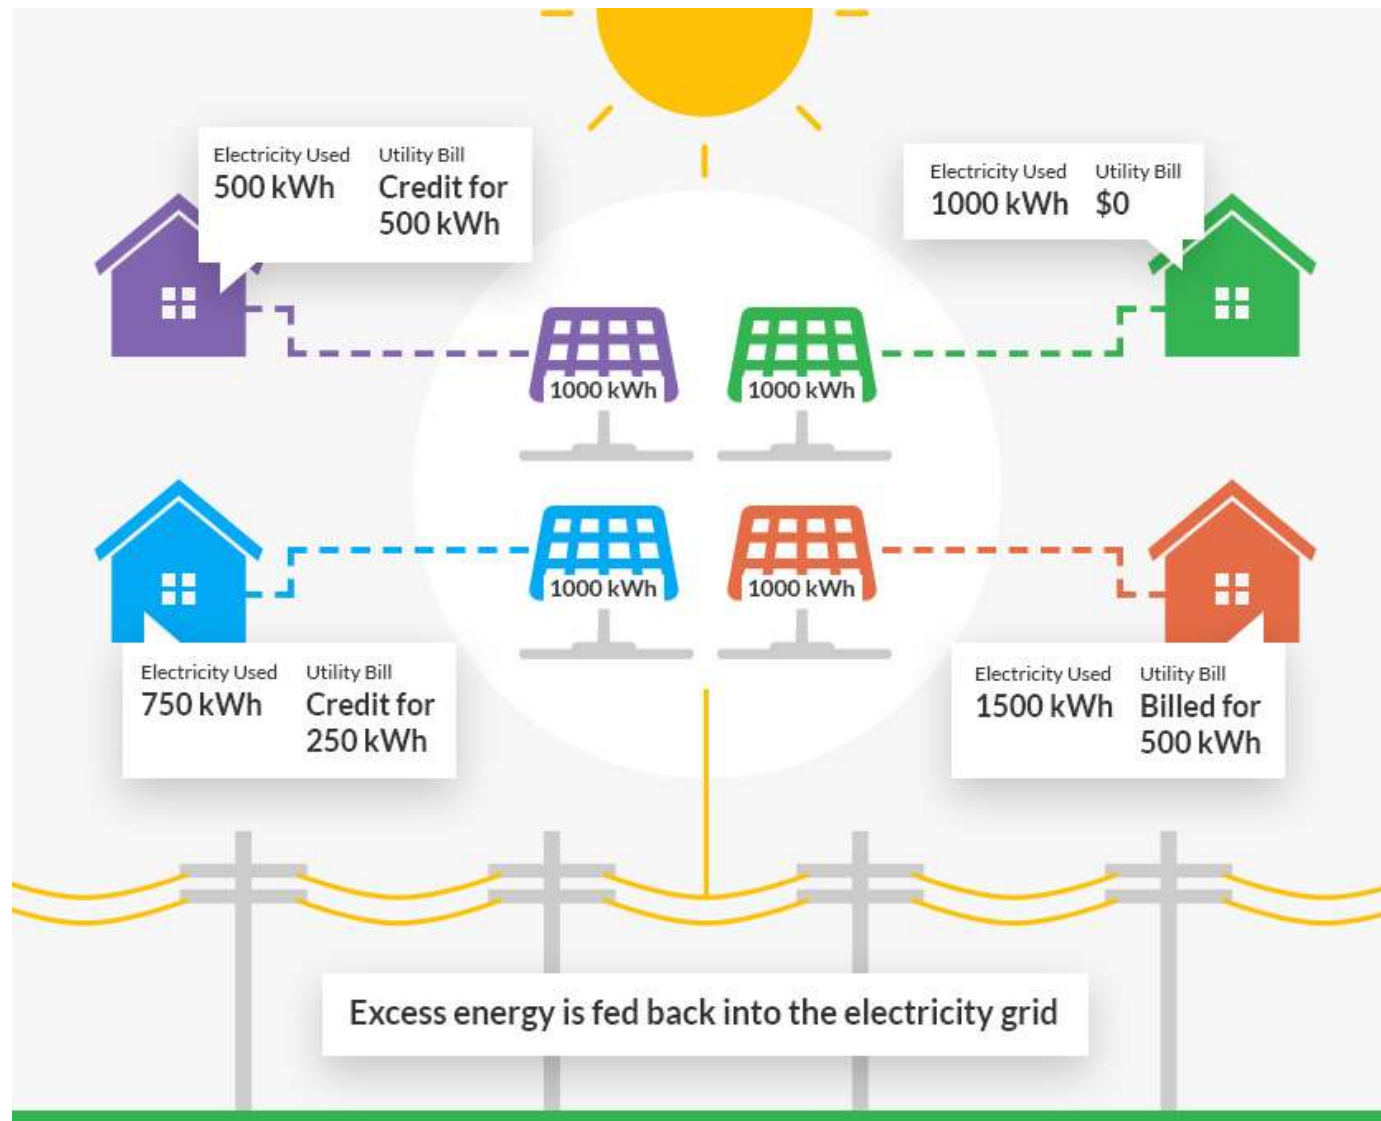 Electricity Used
500 kWh
Utility Bill
Credit for
500 kWh
Electricity Used
1000 kWh
Utility Bill
$0
1000 kWh
1000 kWh
1000 kWh
1000 kWh
Electricity Used
750 kWh
Utility Bill
Credit for
250 kWh
Electricity Used
1500 kWh
Utility Bill
Billed for
500 kWh
Excess energy is fed back into the electricity grid